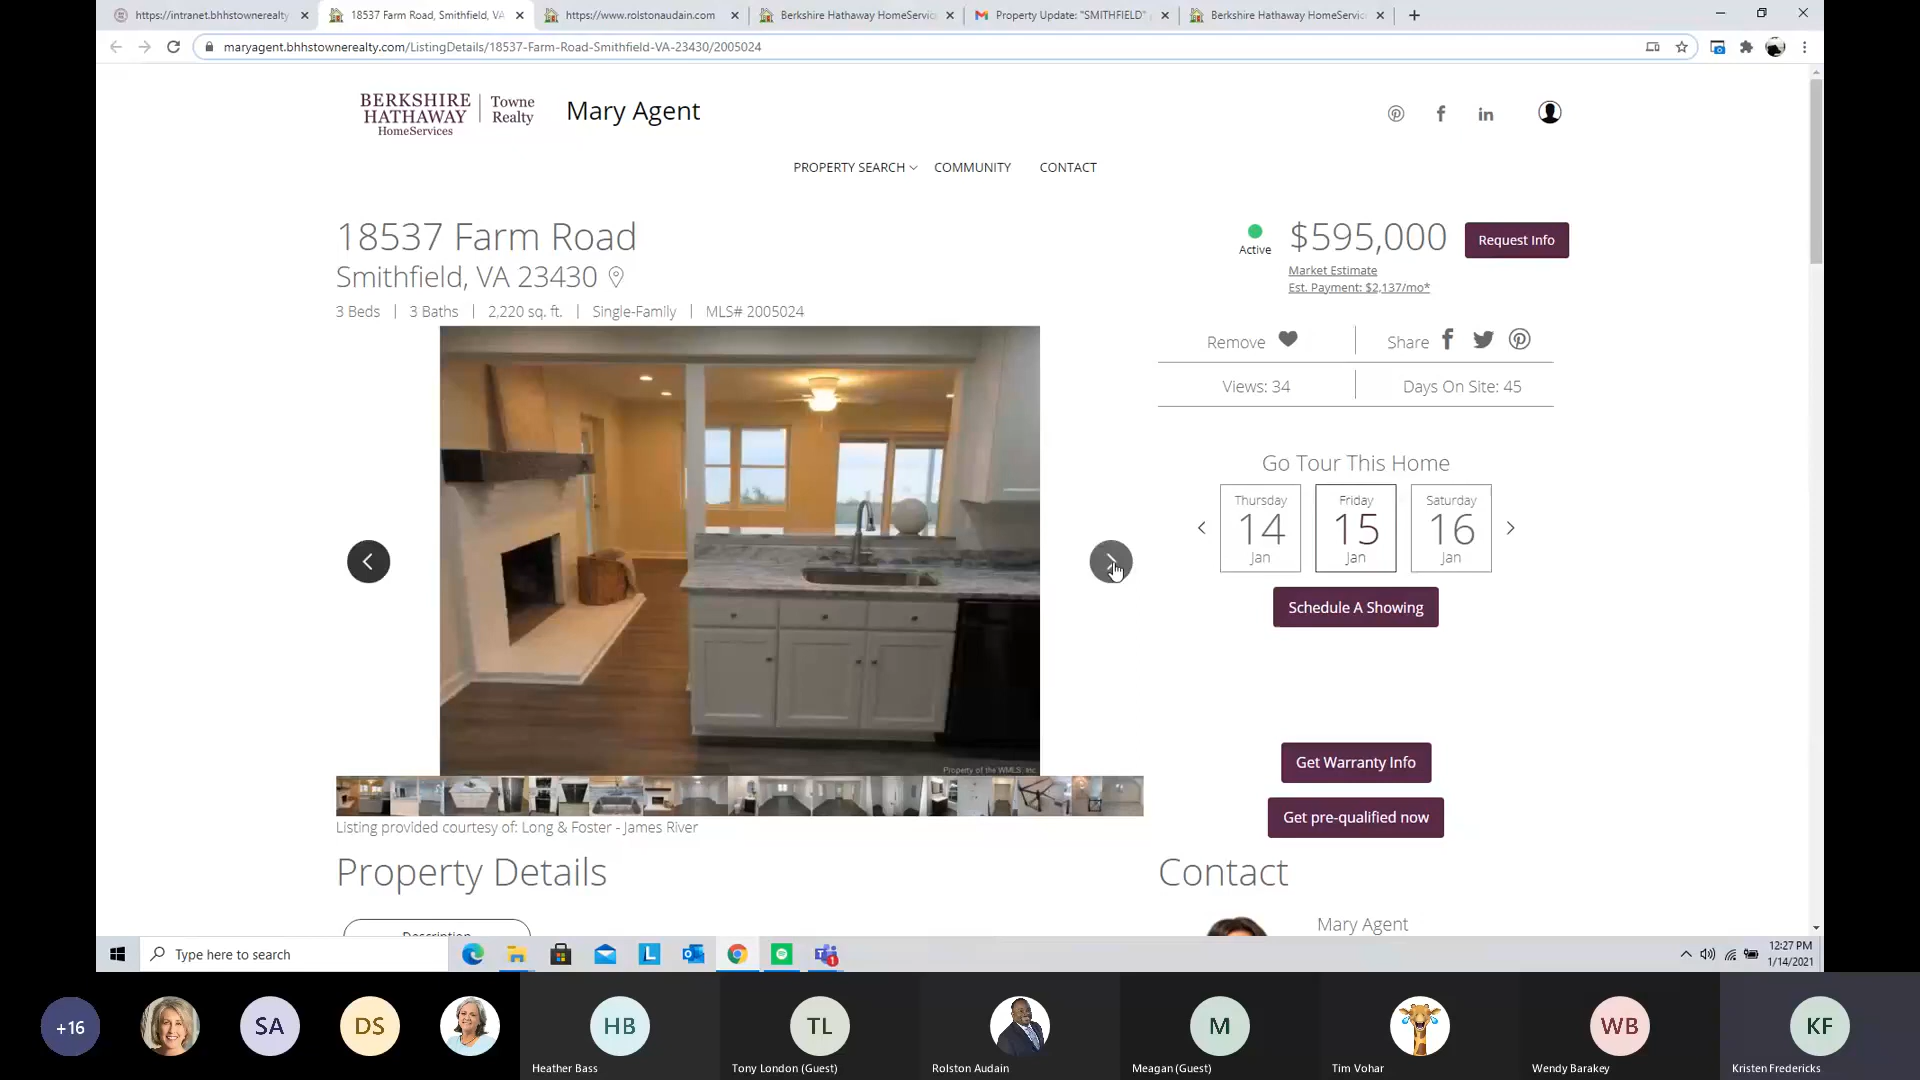 https://intranet.bhhstownerealty
18537 Farm Road, Smithfield, VA
https://www.rolstonaudain.com
Berkshire Hathaway HomeServic
Property Update: "SMITHFIELD"
Berkshire Hathaway HomeServic
maryagent.bhhstownerealty.com/ListingDetails/18537-Farm-Road-Smithfield-VA-23430/2005024
BERKSHIRE
HATHAWAY
HomeServices
Towne
Realty
Mary Agent
PROPERTY SEARCH
COMMUNITY
CONTACT
18537 Farm Road
Smithfield, VA 23430
3 Beds | 3 Baths | 2,220 sq. ft. | Single-Family | MLS# 2005024
Active
$595,000
Request Info
Market Estimate
Est. Payment: $2,137/mo*
Remove
Share
Views: 34
Days On Site: 45
Go Tour This Home
Thursday
14
Jan
Friday
15
Jan
Saturday
16
Jan
Schedule A Showing
Get Warranty Info
Get pre-qualified now
Property of the WMLS, Inc.
Listing provided courtesy of: Long & Foster - James River
Property Details
Contact
Description
Mary Agent
Type here to search
12:27 PM
1/14/2021
+16
SA
DS
HB
Heather Bass
TL
Tony London (Guest)
Rolston Audain
M
Meagan (Guest)
Tim Vohar
WB
Wendy Barakey
KF
Kristen Fredericks